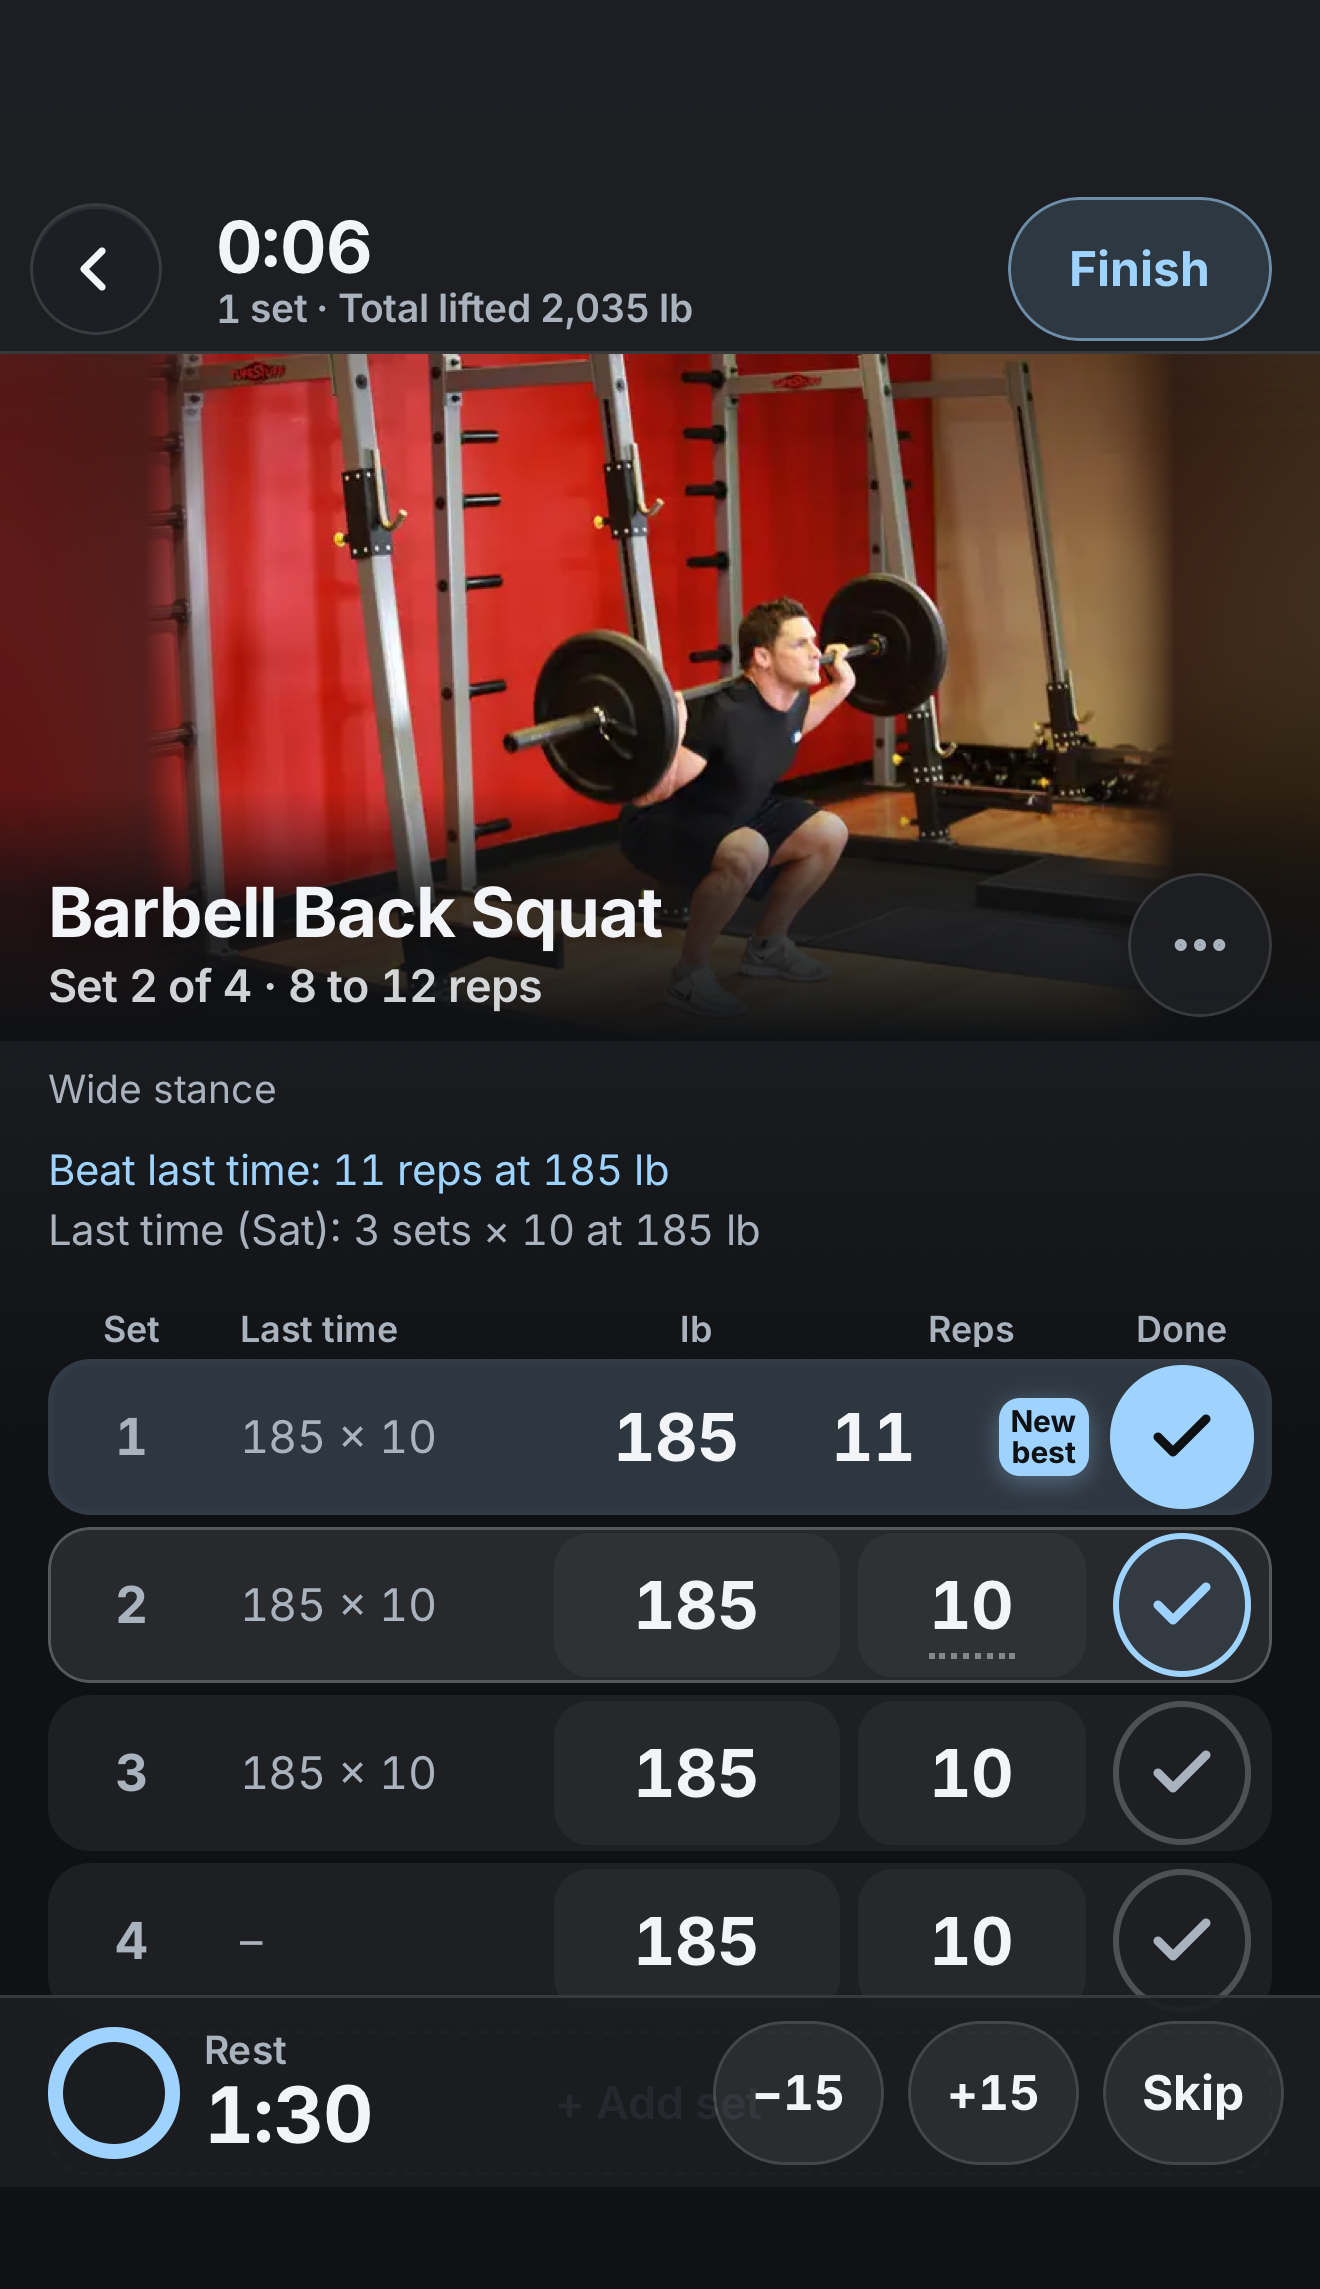 0:06
1 set · Total lifted 2,035 lb
Finish
Barbell Back Squat
Set 2 of 4 · 8 to 12 reps
Wide stance
Beat last time: 11 reps at 185 lb
Last time (Sat): 3 sets × 10 at 185 lb
Set Last time lb Reps Done
1 185 × 10 185 11 New best
2 185 × 10 185 10
3 185 × 10 185 10
4 – 185 10
Rest
1:30
+ Add set
−15 +15 Skip